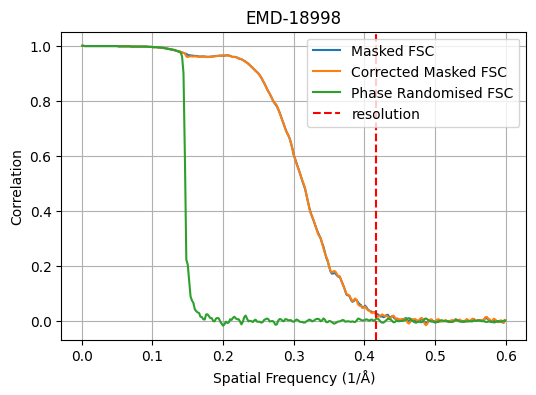 EMD-18998
Masked FSC
Corrected Masked FSC
Phase Randomised FSC
resolution
Correlation
1.0
0.8
0.6
0.4
0.2
0.0
0.0 0.1 0.2 0.3 0.4 0.5 0.6
Spatial Frequency (1/Å)